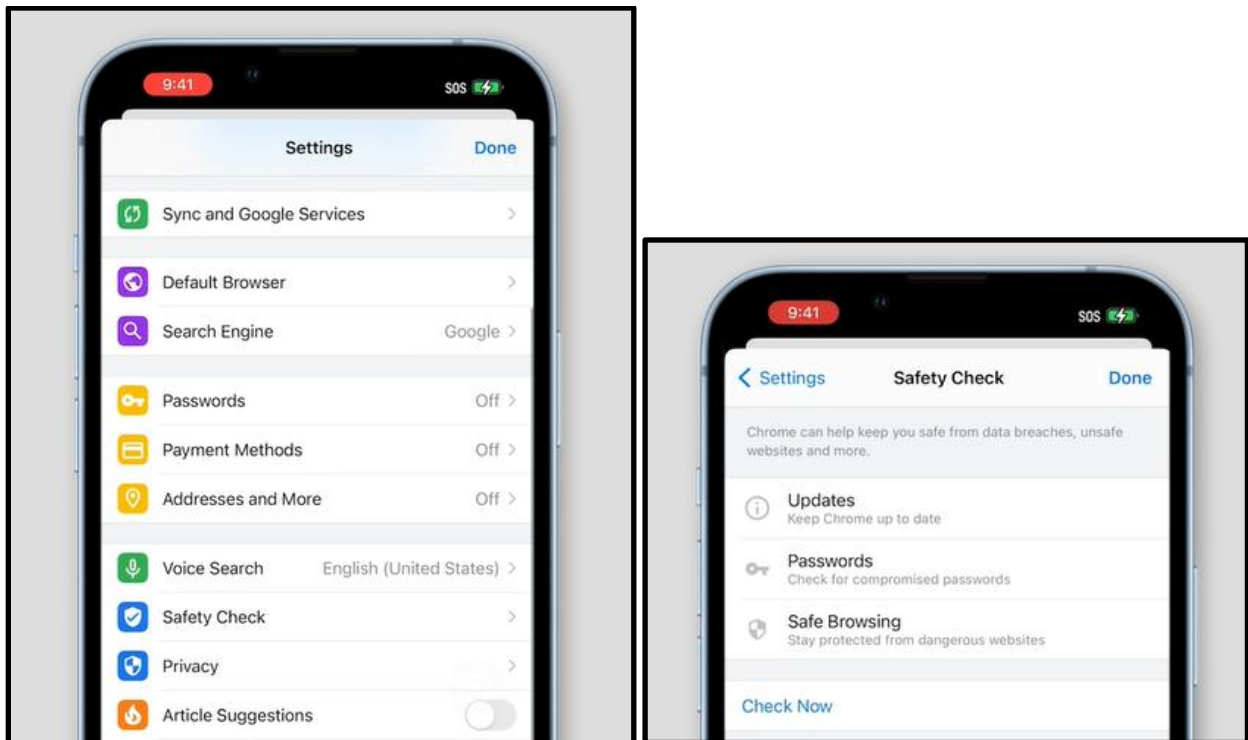 9:41
SOS
Settings
Done
Sync and Google Services
Default Browser
Search Engine
Google
Passwords
Off
Payment Methods
Off
Addresses and More
Off
Voice Search
English (United States)
Safety Check
Privacy
Article Suggestions
9:41
SOS
Settings
Safety Check
Done
Chrome can help keep you safe from data breaches, unsafe
websites and more.
Updates
Keep Chrome up to date
Passwords
Check for compromised passwords
Safe Browsing
Stay protected from dangerous websites
Check Now